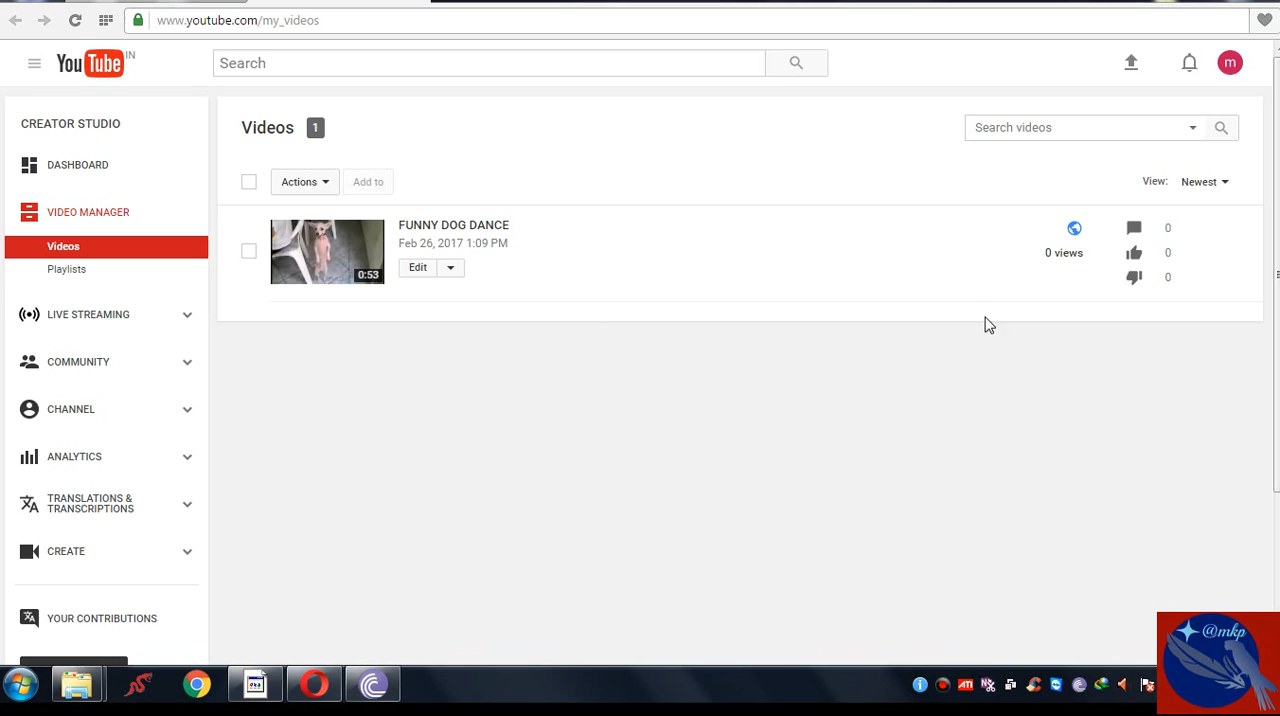 www.youtube.com/my_videos
YouTube IN
Search
m
CREATOR STUDIO
DASHBOARD
VIDEO MANAGER
Videos
Playlists
LIVE STREAMING
COMMUNITY
CHANNEL
ANALYTICS
TRANSLATIONS &
TRANSCRIPTIONS
CREATE
YOUR CONTRIBUTIONS
Videos 1
Search videos
Actions
Add to
View: Newest
FUNNY DOG DANCE
Feb 26, 2017 1:09 PM
0:53
Edit
0 views
0
0
0
ATI
@mkp